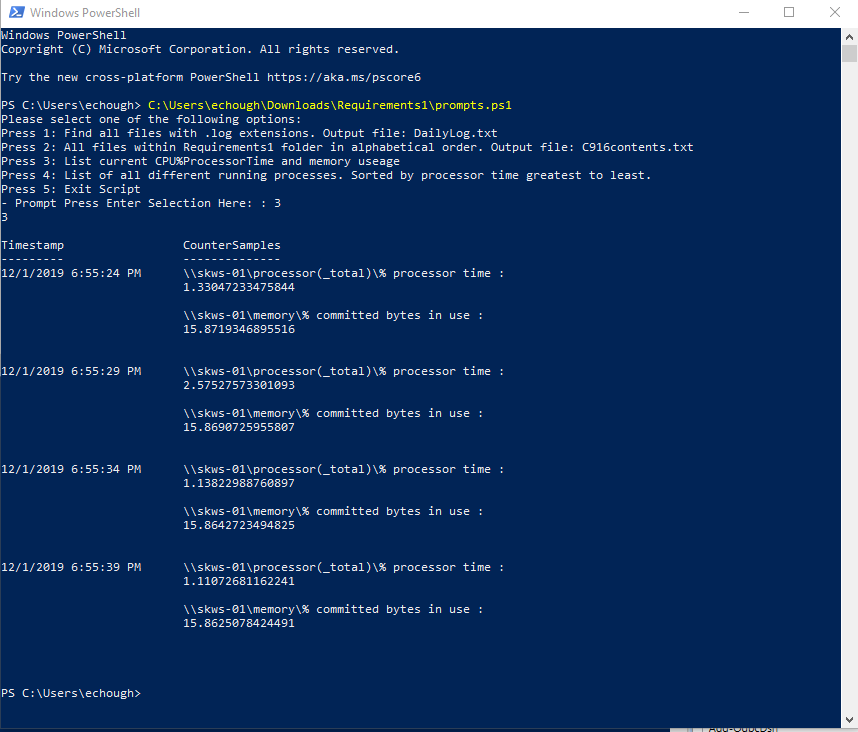 Windows PowerShell
Windows PowerShell
Copyright (C) Microsoft Corporation. All rights reserved.
Try the new cross-platform PowerShell https://aka.ms/pscore6
PS C:\Users\echough> C:\Users\echough\Downloads\Requirements1\prompts.ps1
Please select one of the following options:
Press 1: Find all files with .log extensions. Output file: DailyLog.txt
Press 2: All files within Requirements1 folder in alphabetical order. Output file: C916contents.txt
Press 3: List current CPU%ProcessorTime and memory useage
Press 4: List of all different running processes. Sorted by processor time greatest to least.
Press 5: Exit Script
- Prompt Press Enter Selection Here: : 3
3
Timestamp                 CounterSamples
---------                 --------------
12/1/2019 6:55:24 PM      \\skws-01\processor(_total)\% processor time :
1.33047233475844
\\skws-01\memory\% committed bytes in use :
15.8719346895516
12/1/2019 6:55:29 PM      \\skws-01\processor(_total)\% processor time :
2.57527573301093
\\skws-01\memory\% committed bytes in use :
15.8690725955807
12/1/2019 6:55:34 PM      \\skws-01\processor(_total)\% processor time :
1.13822988760897
\\skws-01\memory\% committed bytes in use :
15.8642723494825
12/1/2019 6:55:39 PM      \\skws-01\processor(_total)\% processor time :
1.11072681162241
\\skws-01\memory\% committed bytes in use :
15.8625078424491
PS C:\Users\echough>